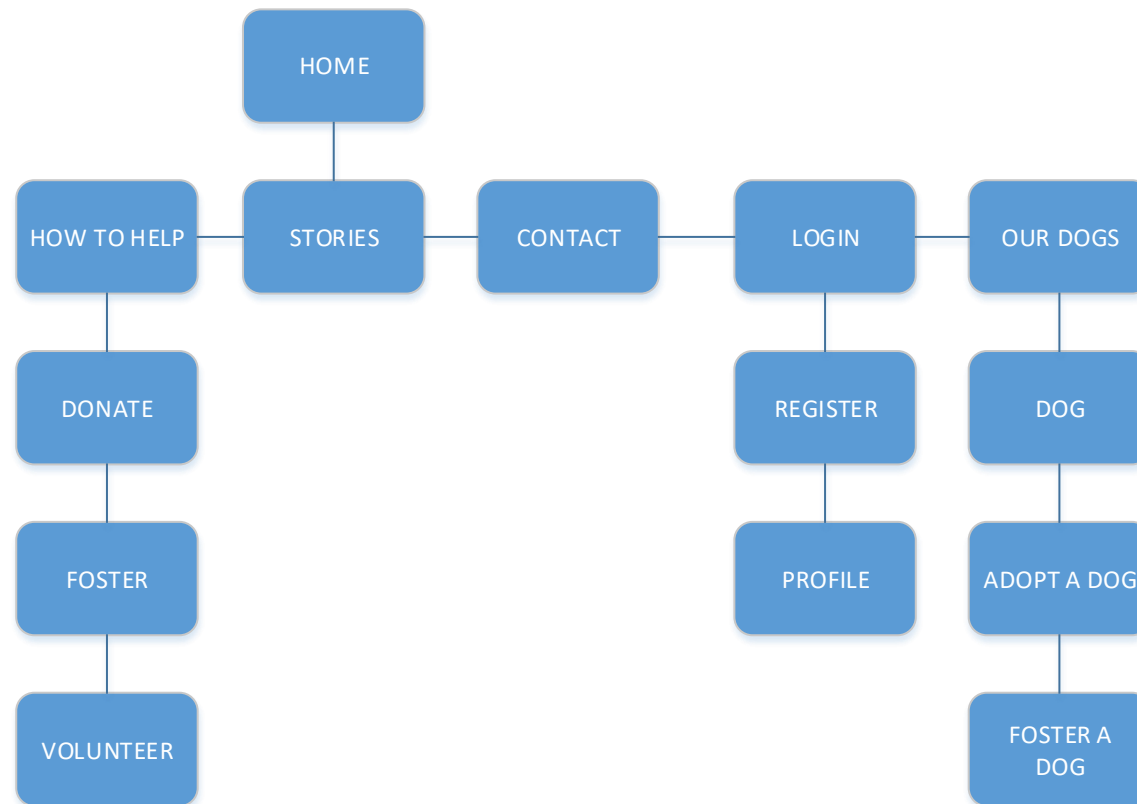 HOME
HOW TO HELP
STORIES
CONTACT
LOGIN
OUR DOGS
DONATE
REGISTER
DOG
FOSTER
PROFILE
ADOPT A DOG
VOLUNTEER
FOSTER A
DOG